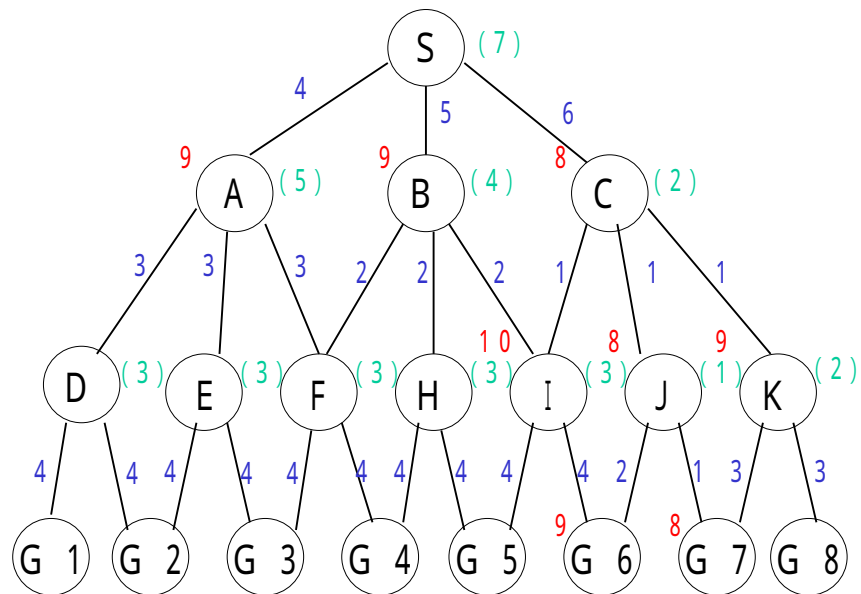 S (7)
4 5 6
9 9 8
A (5) B (4) C (2)
3 3 3 2 2 2 1 1 1
10 8 9
D (3) E (3) F (3) H (3) I (3) J (1) K (2)
4 4 4 4 4 4 4 4 4 4 2 1 3 3
9 8
G 1 G 2 G 3 G 4 G 5 G 6 G 7 G 8